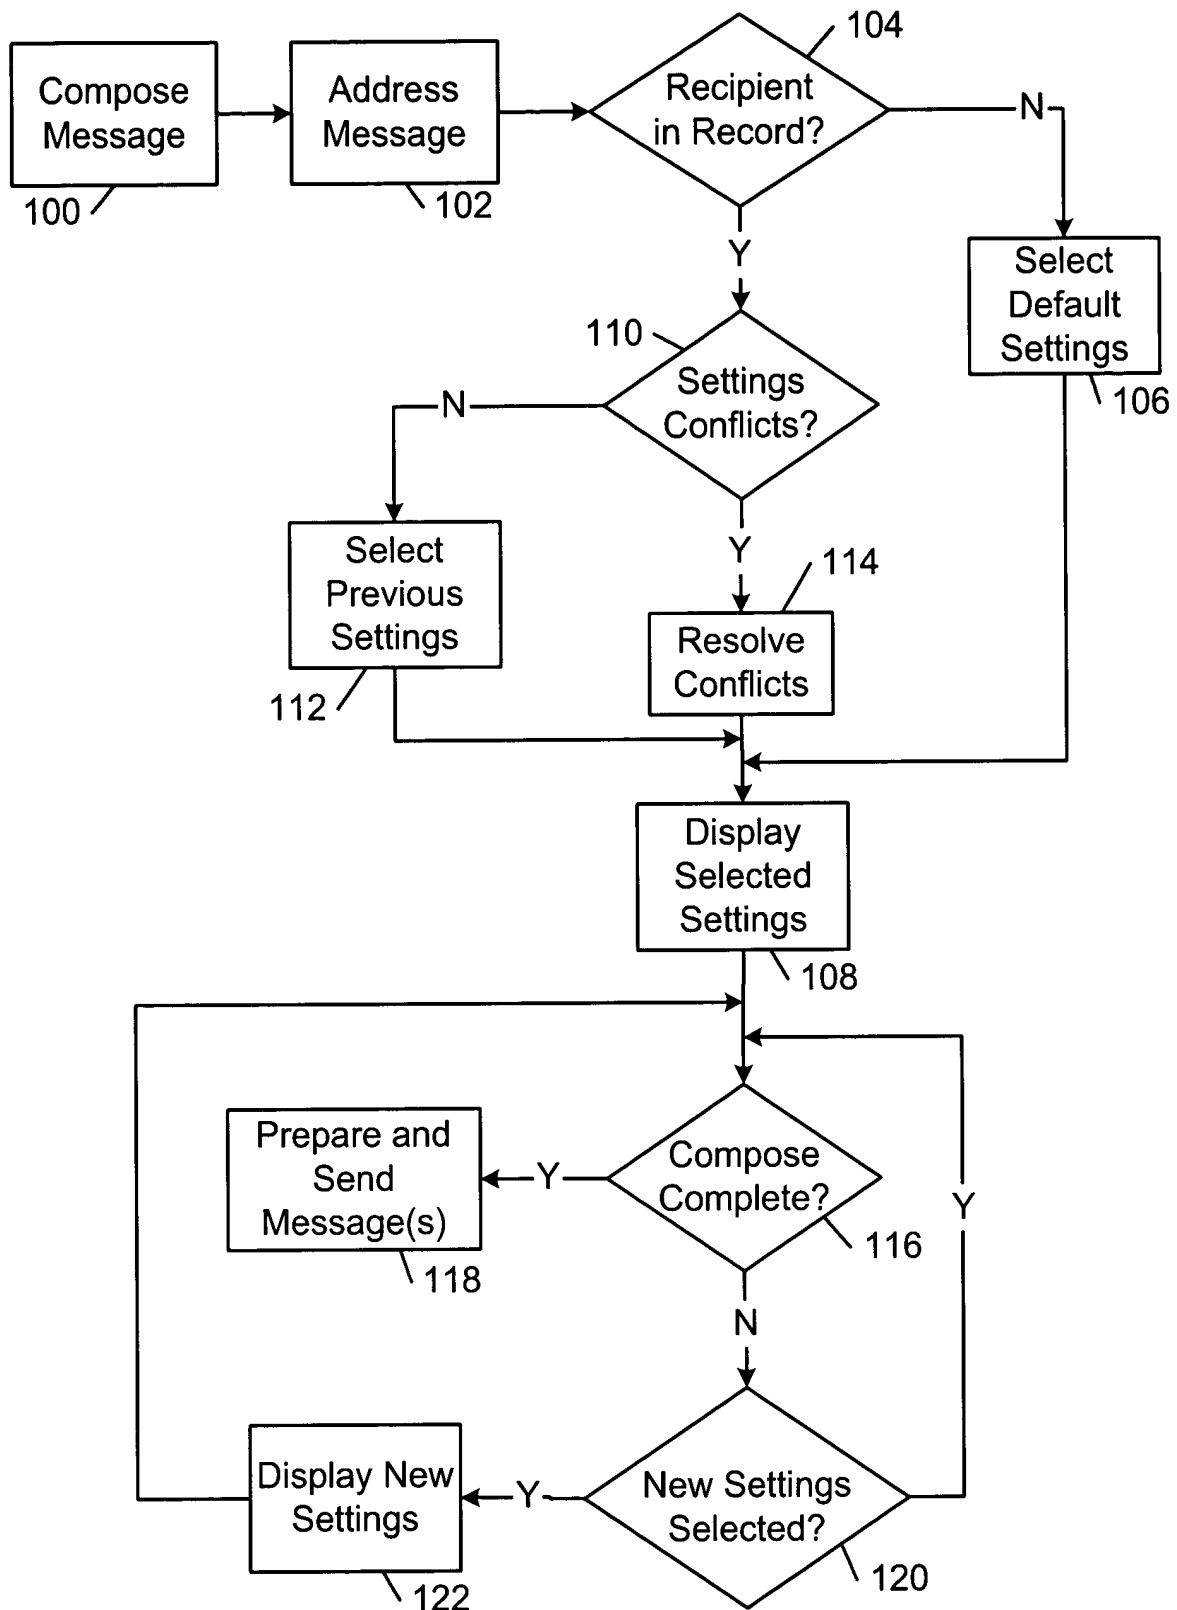 Compose
Message
100
Address
Message
102
Recipient
in Record?
104
N
Y
Select
Default
Settings
106
110
Settings
Conflicts?
N
Y
Select
Previous
Settings
112
114
Resolve
Conflicts
Display
Selected
Settings
108
Prepare and
Send
Message(s)
118
Y
Compose
Complete?
116
Y
N
Display New
Settings
122
Y
New Settings
Selected?
120